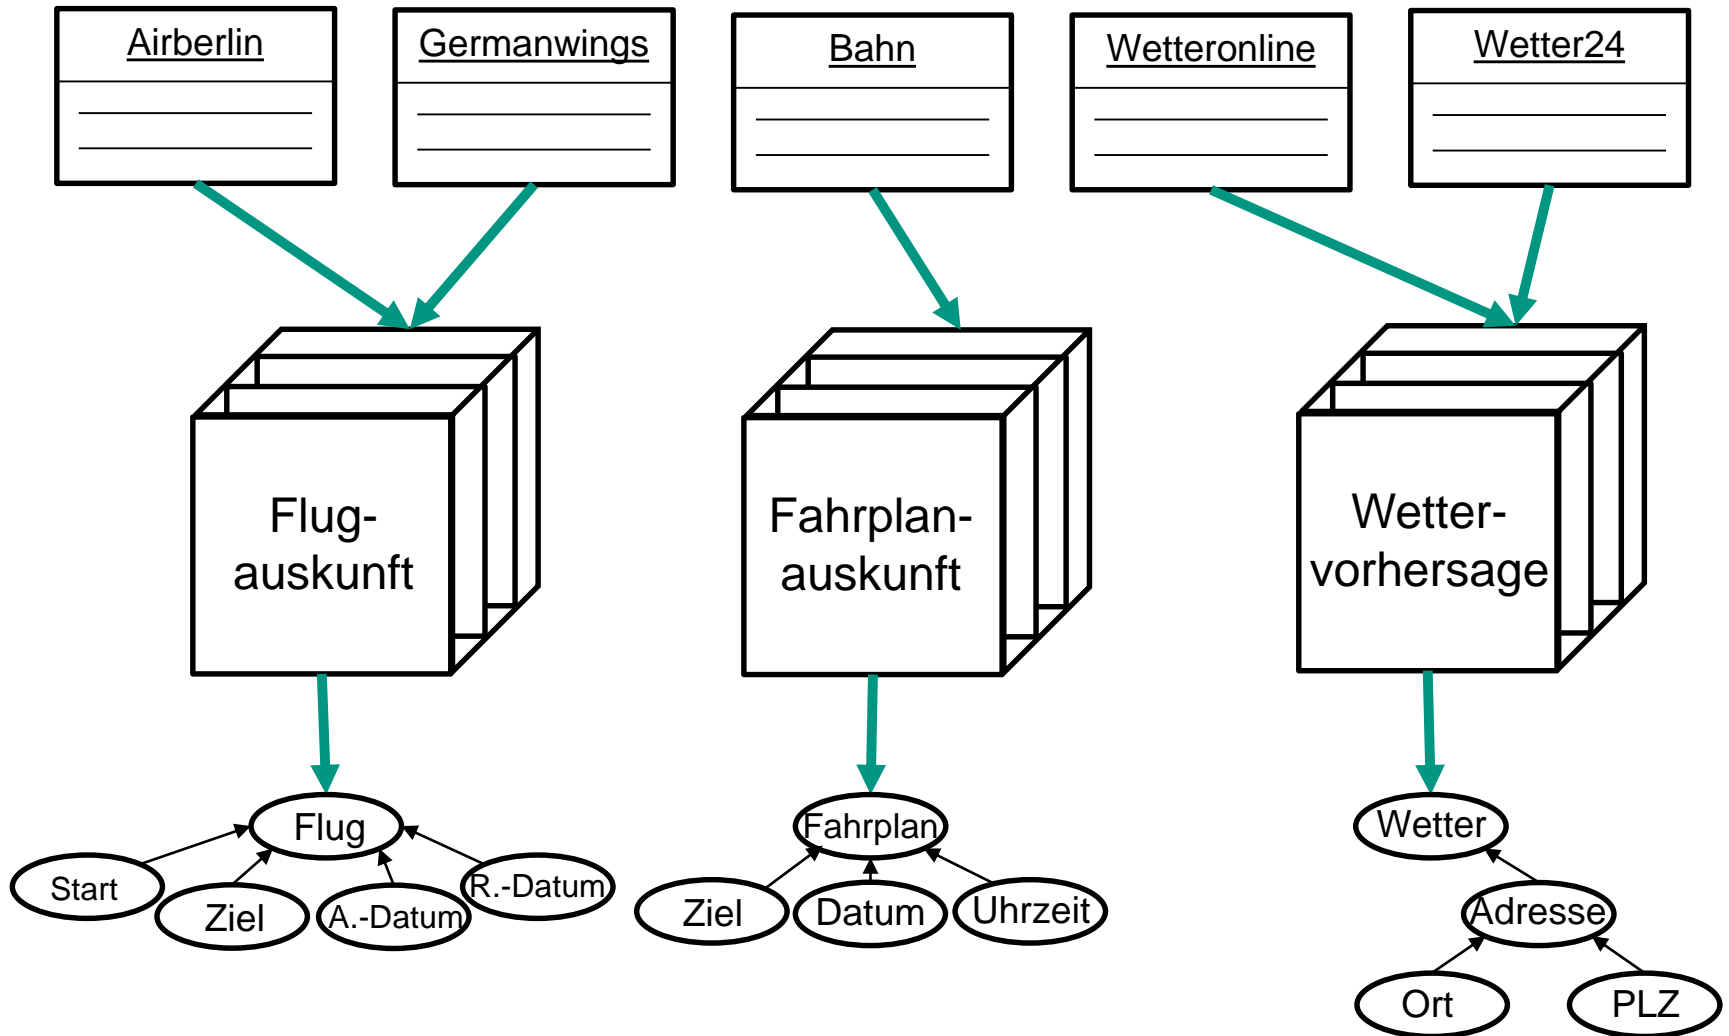 Airberlin
Germanwings
Bahn
Wetteronline
Wetter24
Flug-
auskunft
Fahrplan-
auskunft
Wetter-
vorhersage
Flug
Start
Ziel
A.-Datum
R.-Datum
Fahrplan
Ziel
Datum
Uhrzeit
Wetter
Adresse
Ort
PLZ